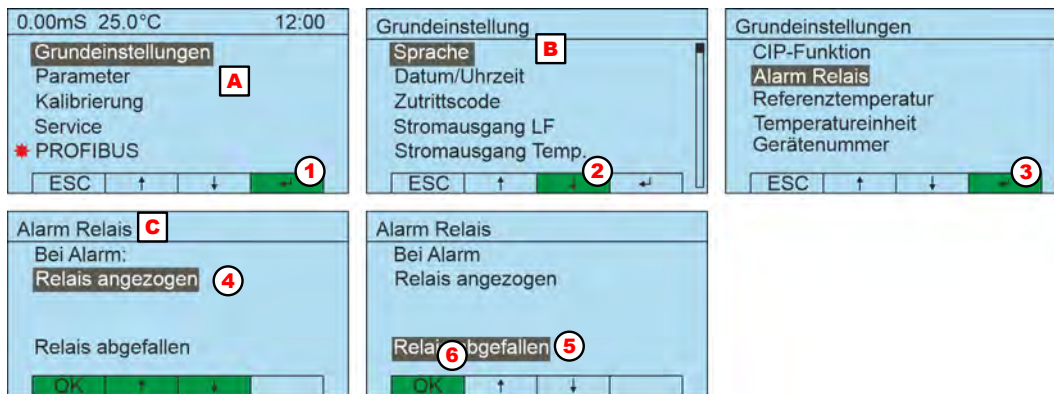 0.00mS 25.0°C 12:00
Grundeinstellungen
A
Parameter
Kalibrierung
Service
PROFIBUS
ESC ↑ ↓ ↵ 1
Grundeinstellung
Sprache B
Datum/Uhrzeit
Zutrittscode
Stromausgang LF
Stromausgang Temp.
ESC ↑ ↓ 2 ↵
Grundeinstellungen
CIP-Funktion
Alarm Relais
Referenztemperatur
Temperatureinheit
Gerätenummer
ESC ↑ ↓ ↵ 3
Alarm Relais C
Bei Alarm:
Relais angezogen 4
Relais abgefallen
OK ↑ ↓
Alarm Relais
Bei Alarm
Relais angezogen
Relais abgefallen 5
6
OK ↑ ↓